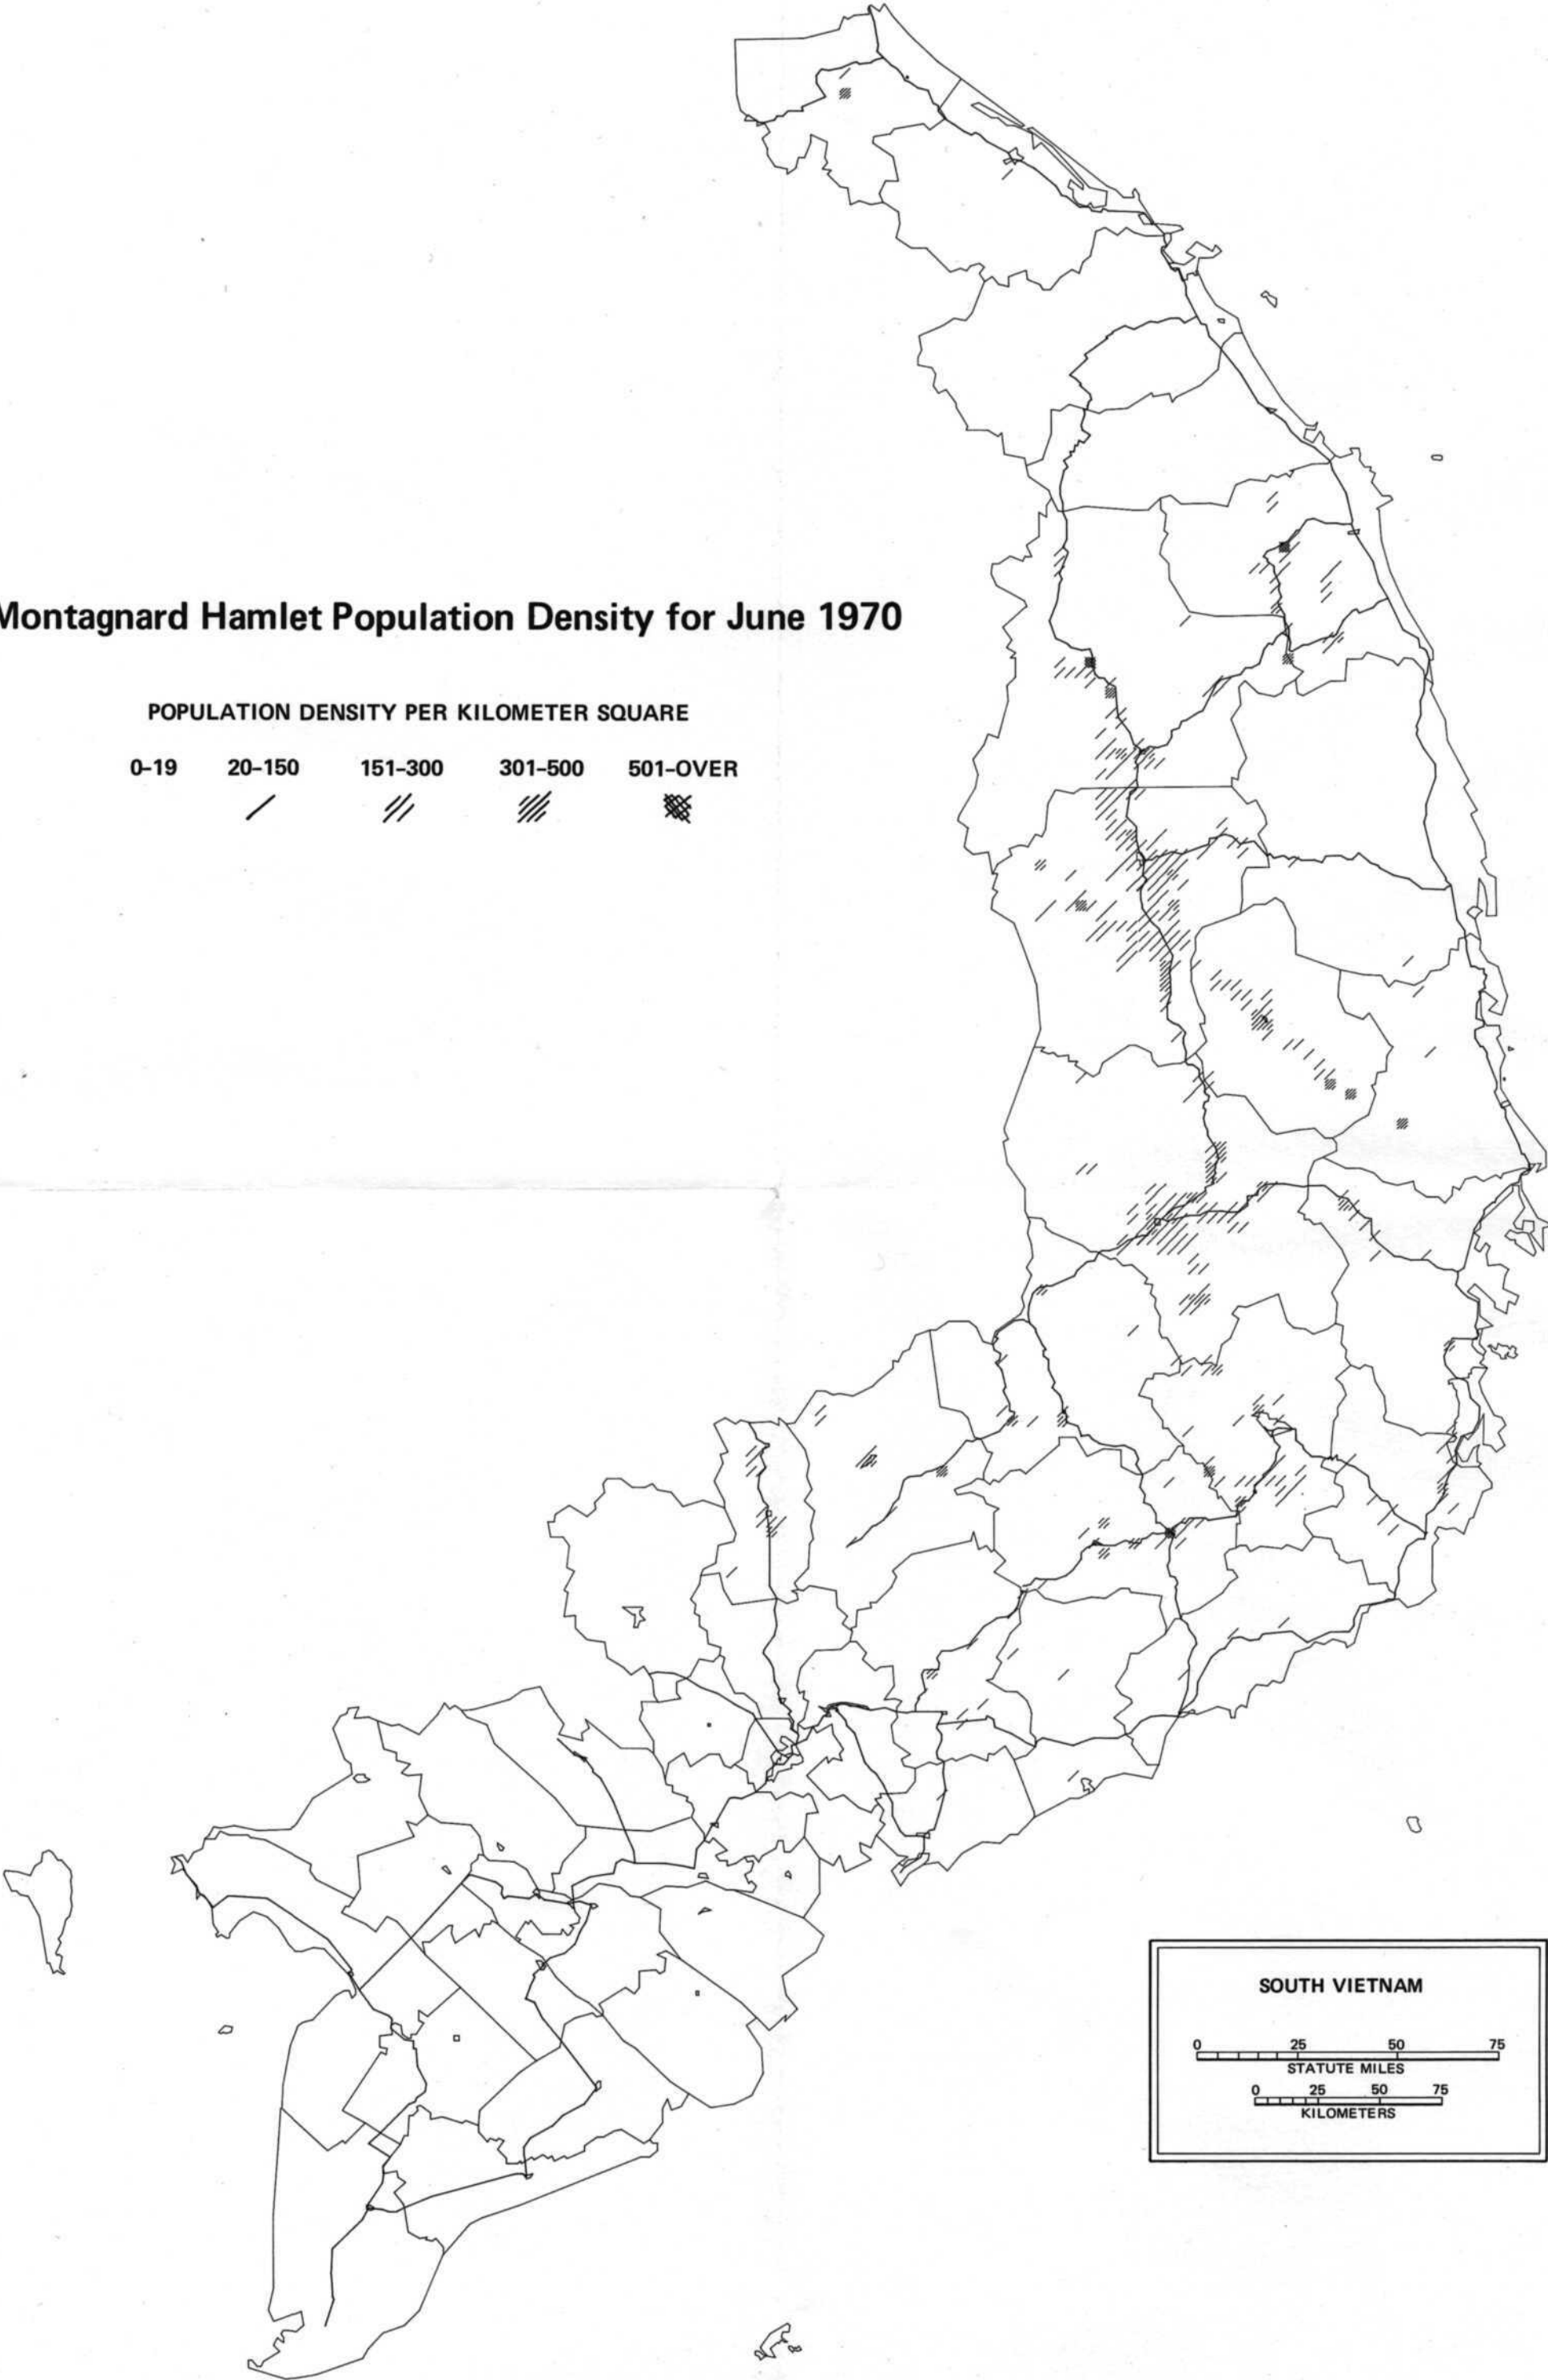 Montagnard Hamlet Population Density for June 1970
POPULATION DENSITY PER KILOMETER SQUARE
0-19 20-150 151-300 301-500 501-OVER
SOUTH VIETNAM
0 25 50 75
STATUTE MILES
0 25 50 75
KILOMETERS